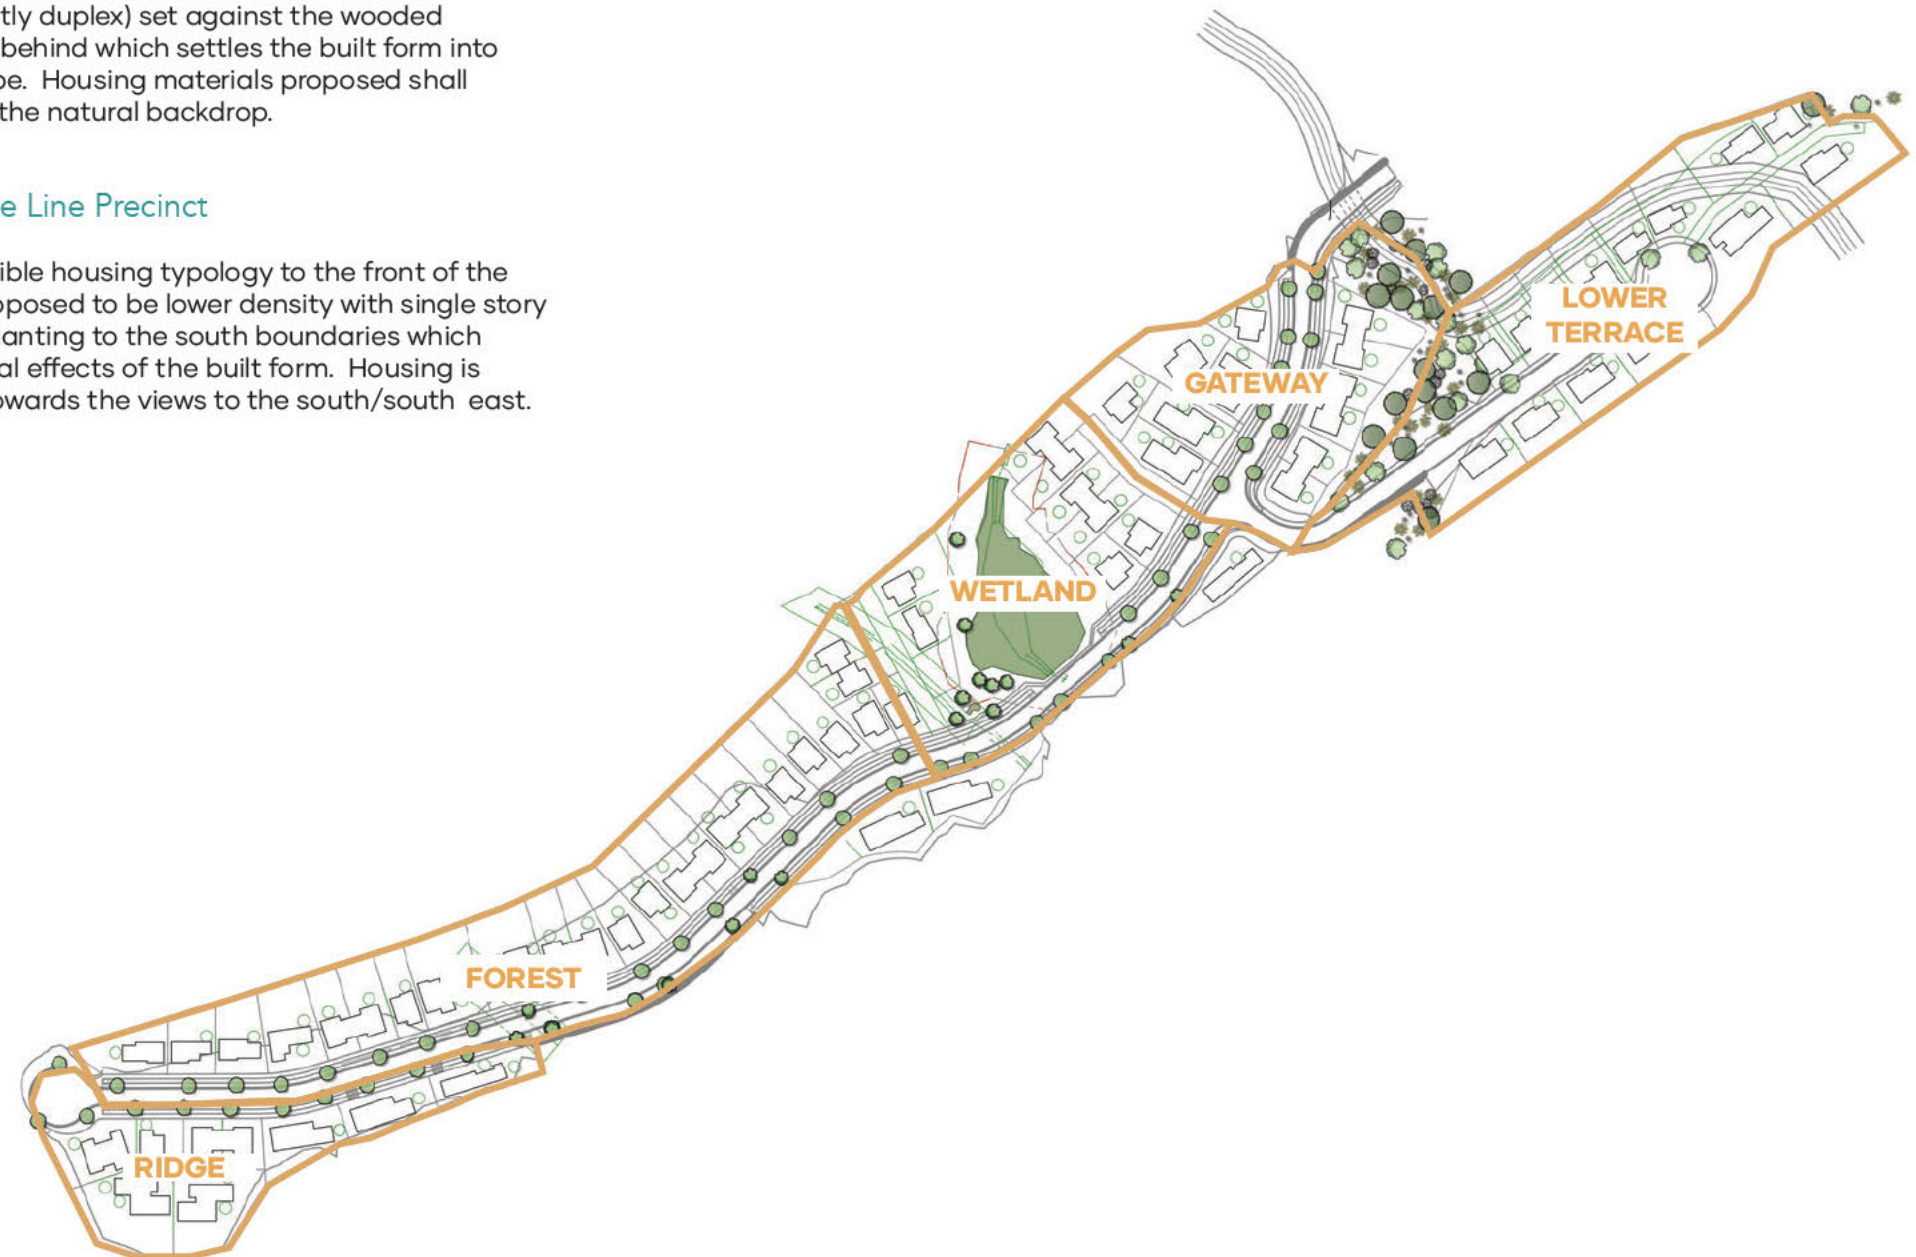 tly duplex) set against the wooded
behind which settles the built form into
pe. Housing materials proposed shall
the natural backdrop.
e Line Precinct
ible housing typology to the front of the
posed to be lower density with single story
anting to the south boundaries which
al effects of the built form. Housing is
owards the views to the south/south east.
LOWER
TERRACE
GATEWAY
WETLAND
FOREST
RIDGE